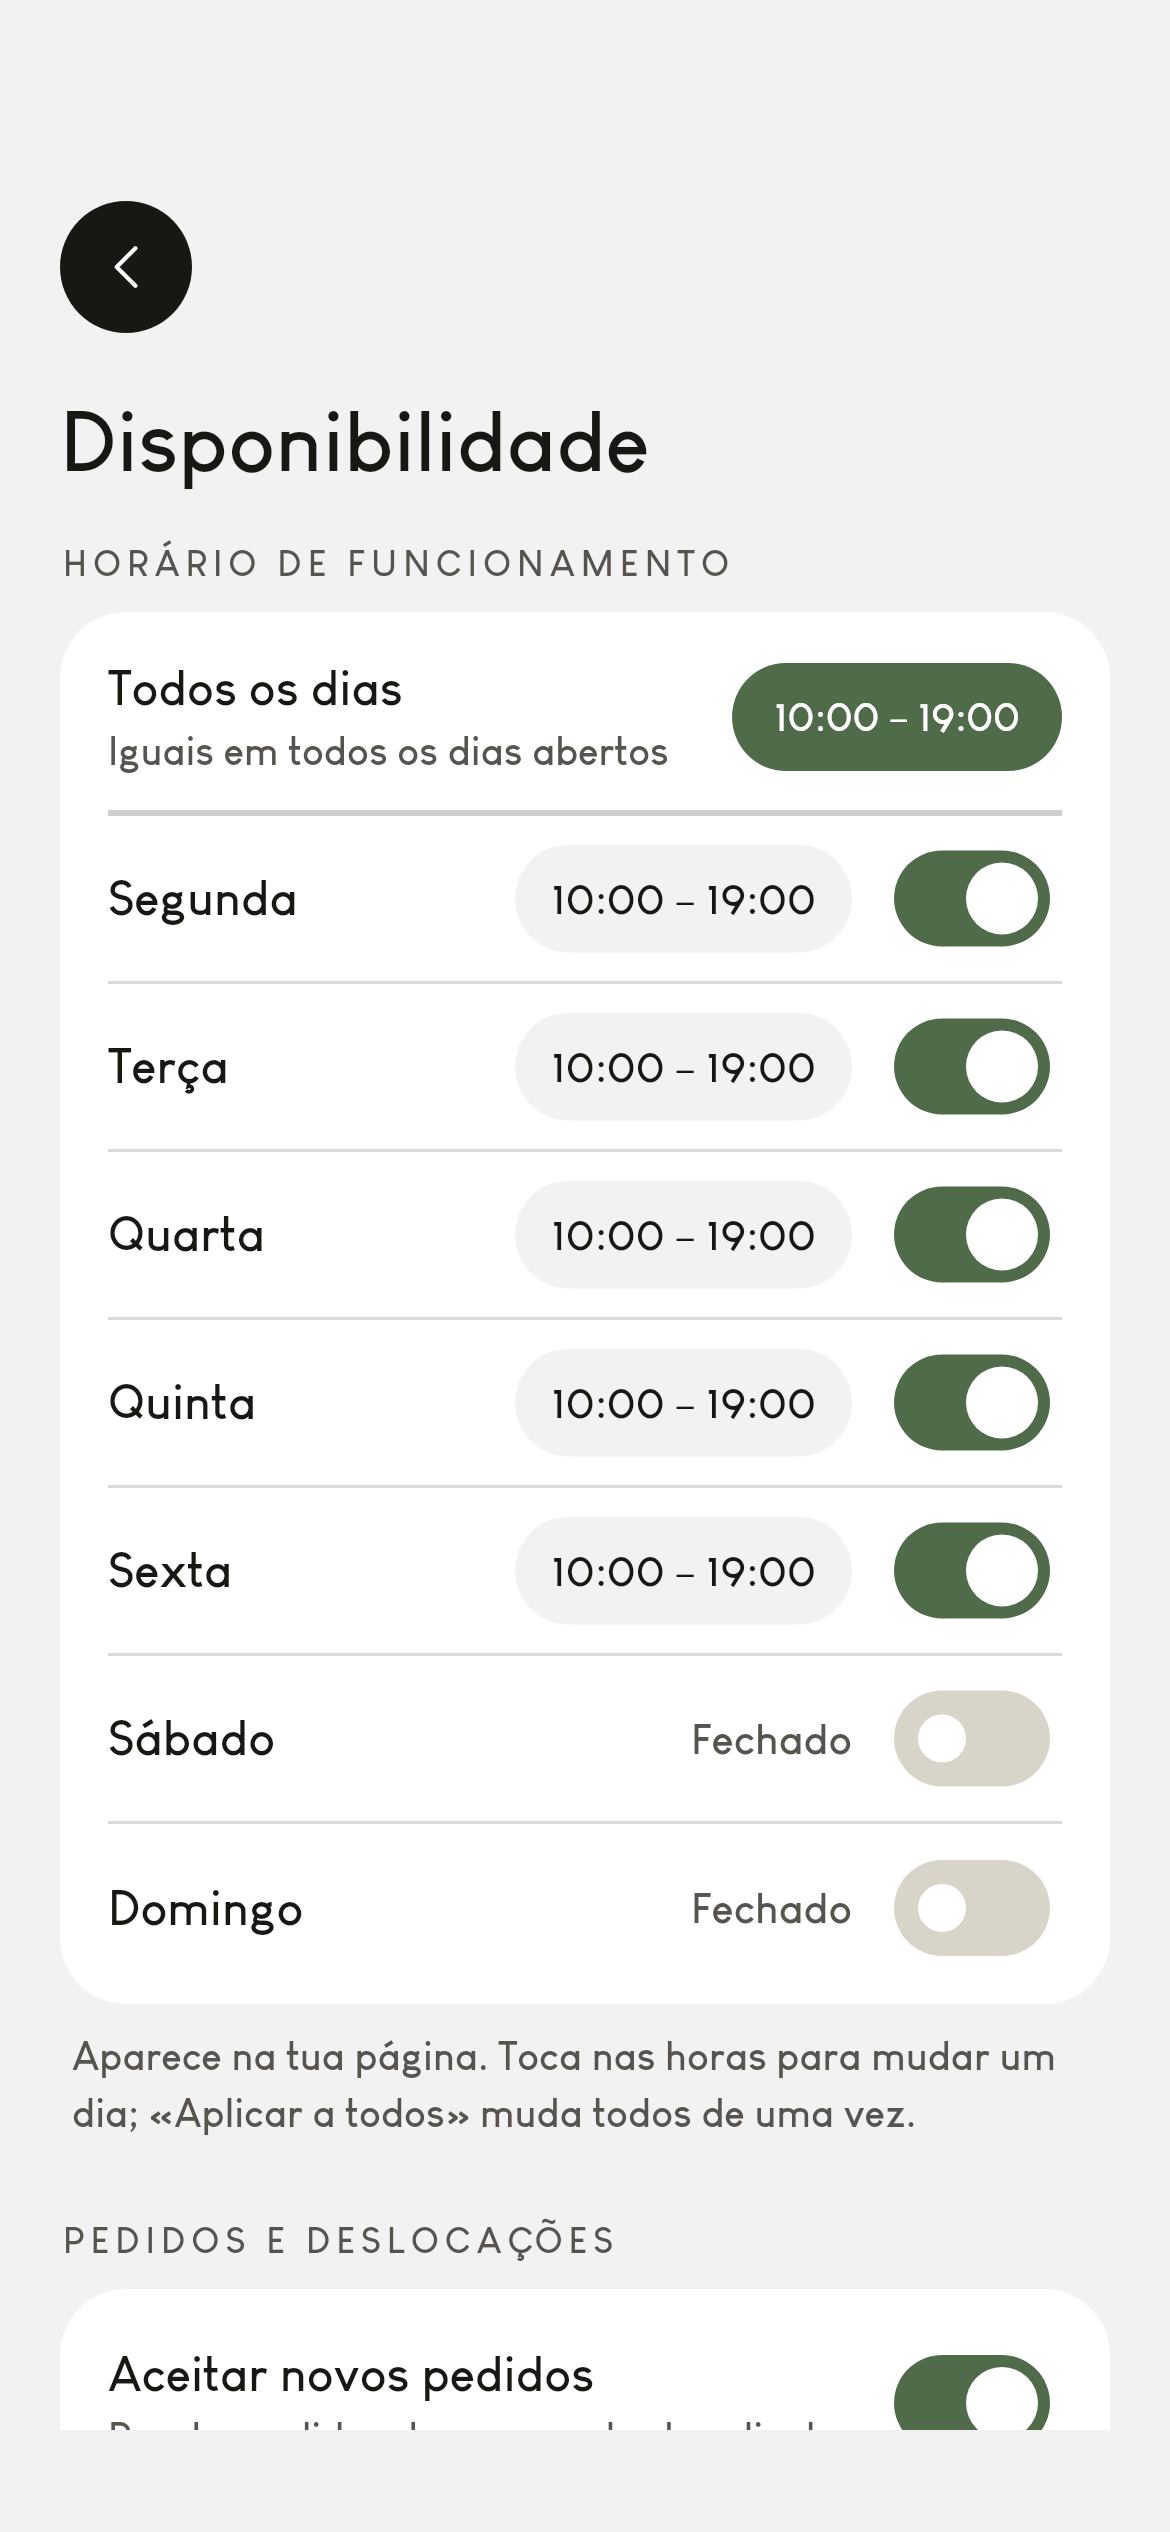 Disponibilidade
HORÁRIO DE FUNCIONAMENTO
Todos os dias
Iguais em todos os dias abertos
10:00 – 19:00
Segunda 10:00 – 19:00
Terça 10:00 – 19:00
Quarta 10:00 – 19:00
Quinta 10:00 – 19:00
Sexta 10:00 – 19:00
Sábado Fechado
Domingo Fechado
Aparece na tua página. Toca nas horas para mudar um
dia; «Aplicar a todos» muda todos de uma vez.
PEDIDOS E DESLOCAÇÕES
Aceitar novos pedidos